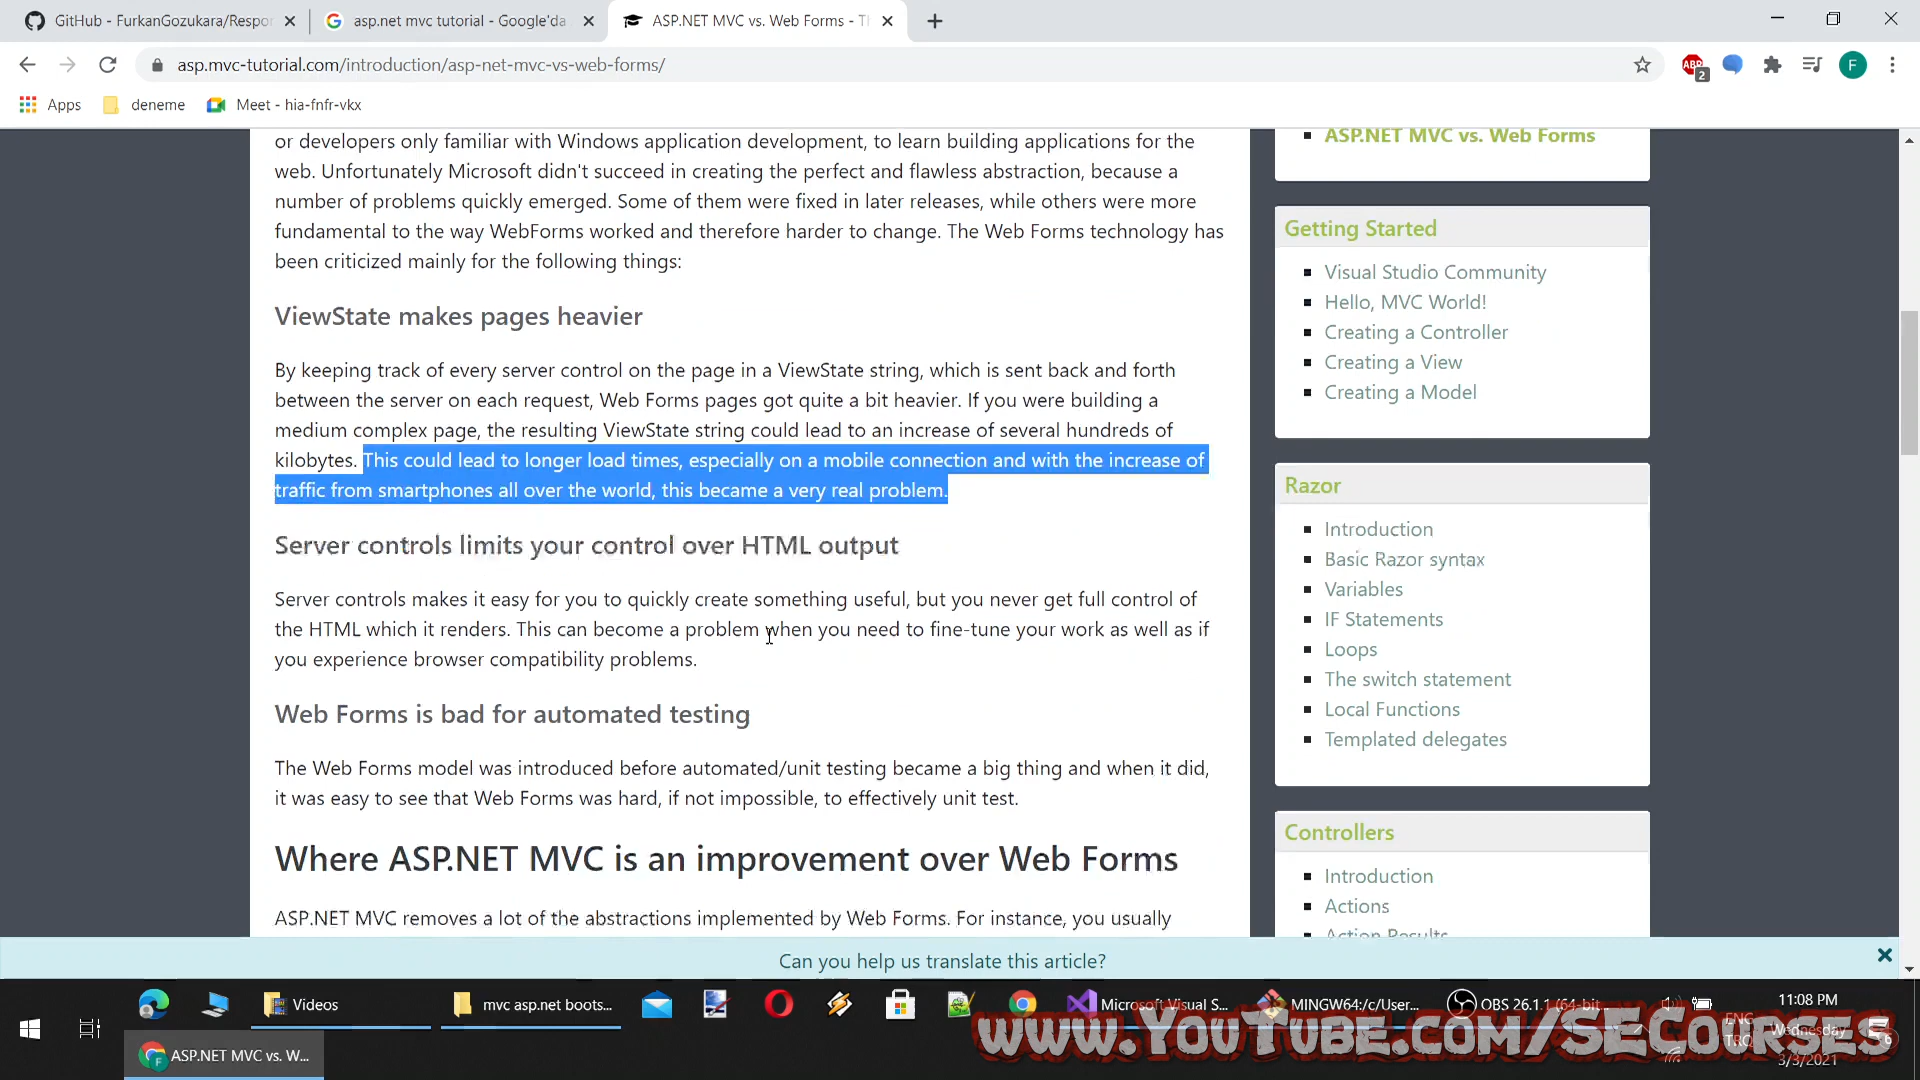 GitHub - FurkanGozukara/Respon
asp.net mvc tutorial - Google'da
ASP.NET MVC vs. Web Forms - Th
asp.mvc-tutorial.com/introduction/asp-net-mvc-vs-web-forms/
ABP
2
F
Apps
deneme
Meet - hia-fnfr-vkx
or developers only familiar with Windows application development, to learn building applications for the
web. Unfortunately Microsoft didn't succeed in creating the perfect and flawless abstraction, because a
number of problems quickly emerged. Some of them were fixed in later releases, while others were more
fundamental to the way WebForms worked and therefore harder to change. The Web Forms technology has
been criticized mainly for the following things:
ViewState makes pages heavier
By keeping track of every server control on the page in a ViewState string, which is sent back and forth
between the server on each request, Web Forms pages got quite a bit heavier. If you were building a
medium complex page, the resulting ViewState string could lead to an increase of several hundreds of
kilobytes. This could lead to longer load times, especially on a mobile connection and with the increase of
traffic from smartphones all over the world, this became a very real problem.
Server controls limits your control over HTML output
Server controls makes it easy for you to quickly create something useful, but you never get full control of
the HTML which it renders. This can become a problem when you need to fine-tune your work as well as if
you experience browser compatibility problems.
Web Forms is bad for automated testing
The Web Forms model was introduced before automated/unit testing became a big thing and when it did,
it was easy to see that Web Forms was hard, if not impossible, to effectively unit test.
Where ASP.NET MVC is an improvement over Web Forms
ASP.NET MVC removes a lot of the abstractions implemented by Web Forms. For instance, you usually
ASP.NET MVC vs. Web Forms
Getting Started
Visual Studio Community
Hello, MVC World!
Creating a Controller
Creating a View
Creating a Model
Razor
Introduction
Basic Razor syntax
Variables
IF Statements
Loops
The switch statement
Local Functions
Templated delegates
Controllers
Introduction
Actions
Action Results
Can you help us translate this article?
Videos
mvc asp.net boots...
Microsoft Visual S...
MINGW64:/c/User...
OBS 26.1.1 (64-bit...
11:08 PM
ENG
Wednesday
TRQ
3/3/2021
6
ASP.NET MVC vs. W...
www.YouTube.com/SECourses